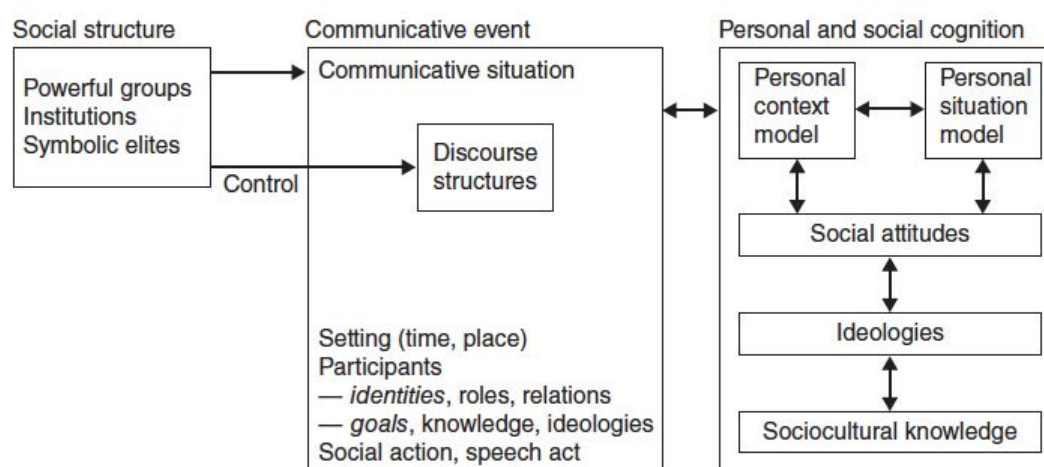 Social structure
Powerful groups
Institutions
Symbolic elites
Control
Communicative event
Communicative situation
Discourse
structures
Setting (time, place)
Participants
— identities, roles, relations
— goals, knowledge, ideologies
Social action, speech act
Personal and social cognition
Personal
context
model
Personal
situation
model
Social attitudes
Ideologies
Sociocultural knowledge